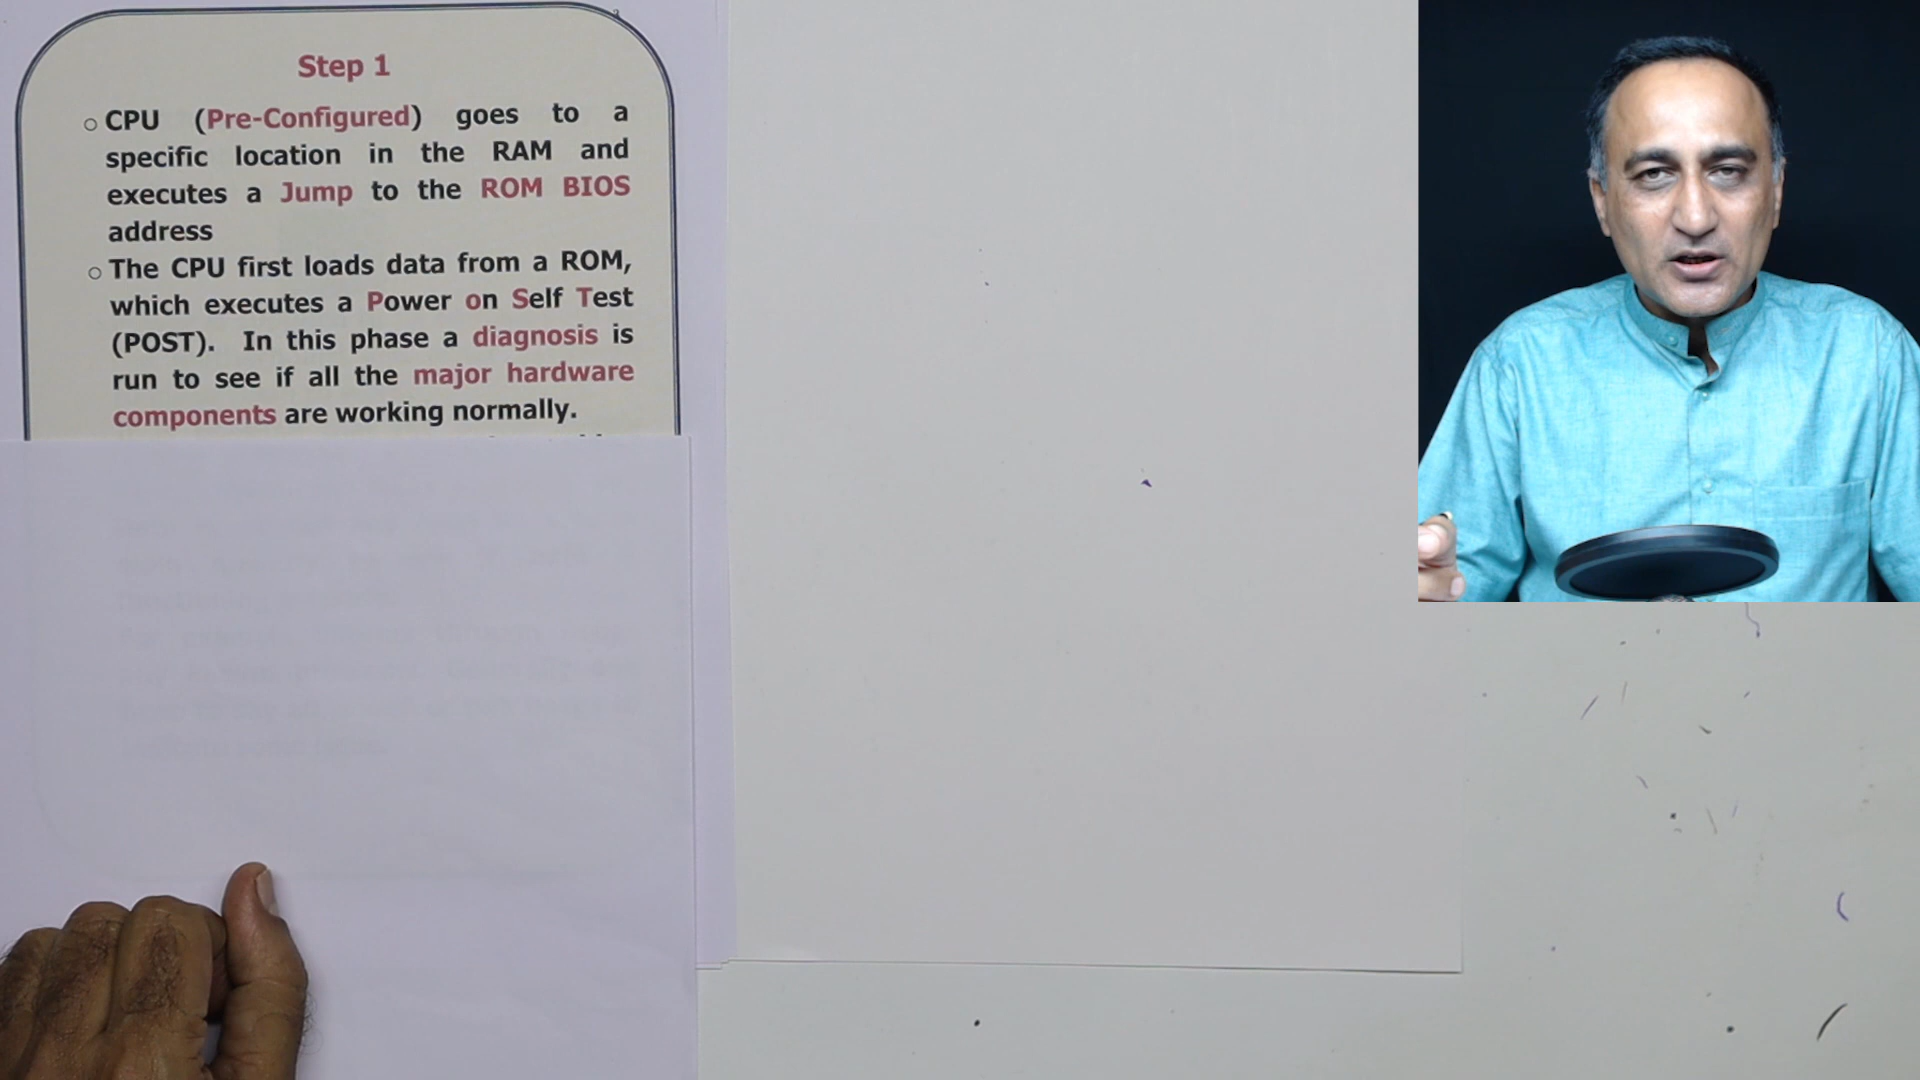 Step 1
○ CPU (Pre-Configured) goes to a
specific location in the RAM and
executes a Jump to the ROM BIOS
address
○ The CPU first loads data from a ROM,
which executes a Power on Self Test
(POST). In this phase a diagnosis is
run to see if all the major hardware
components are working normally.